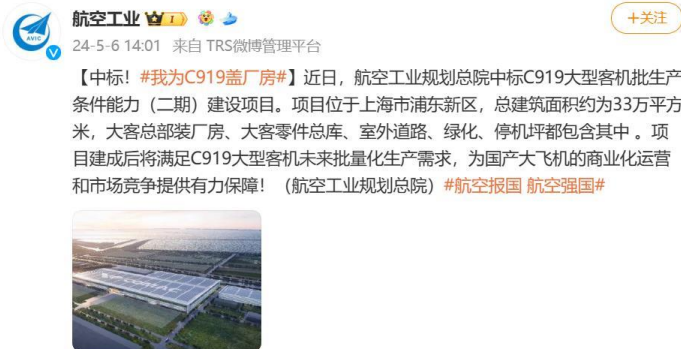 航空工业
+关注
24-5-6 14:01 来自 TRS微博管理平台
【中标！#我为C919盖厂房#】近日，航空工业规划总院中标C919大型客机批生产
条件能力（二期）建设项目。项目位于上海市浦东新区，总建筑面积约为33万平方
米，大客总部装厂房、大客零件总库、室外道路、绿化、停机坪都包含其中 。项
目建成后将满足C919大型客机未来批量化生产需求，为国产大飞机的商业化运营
和市场竞争提供有力保障！（航空工业规划总院）#航空报国 航空强国#
COMAC